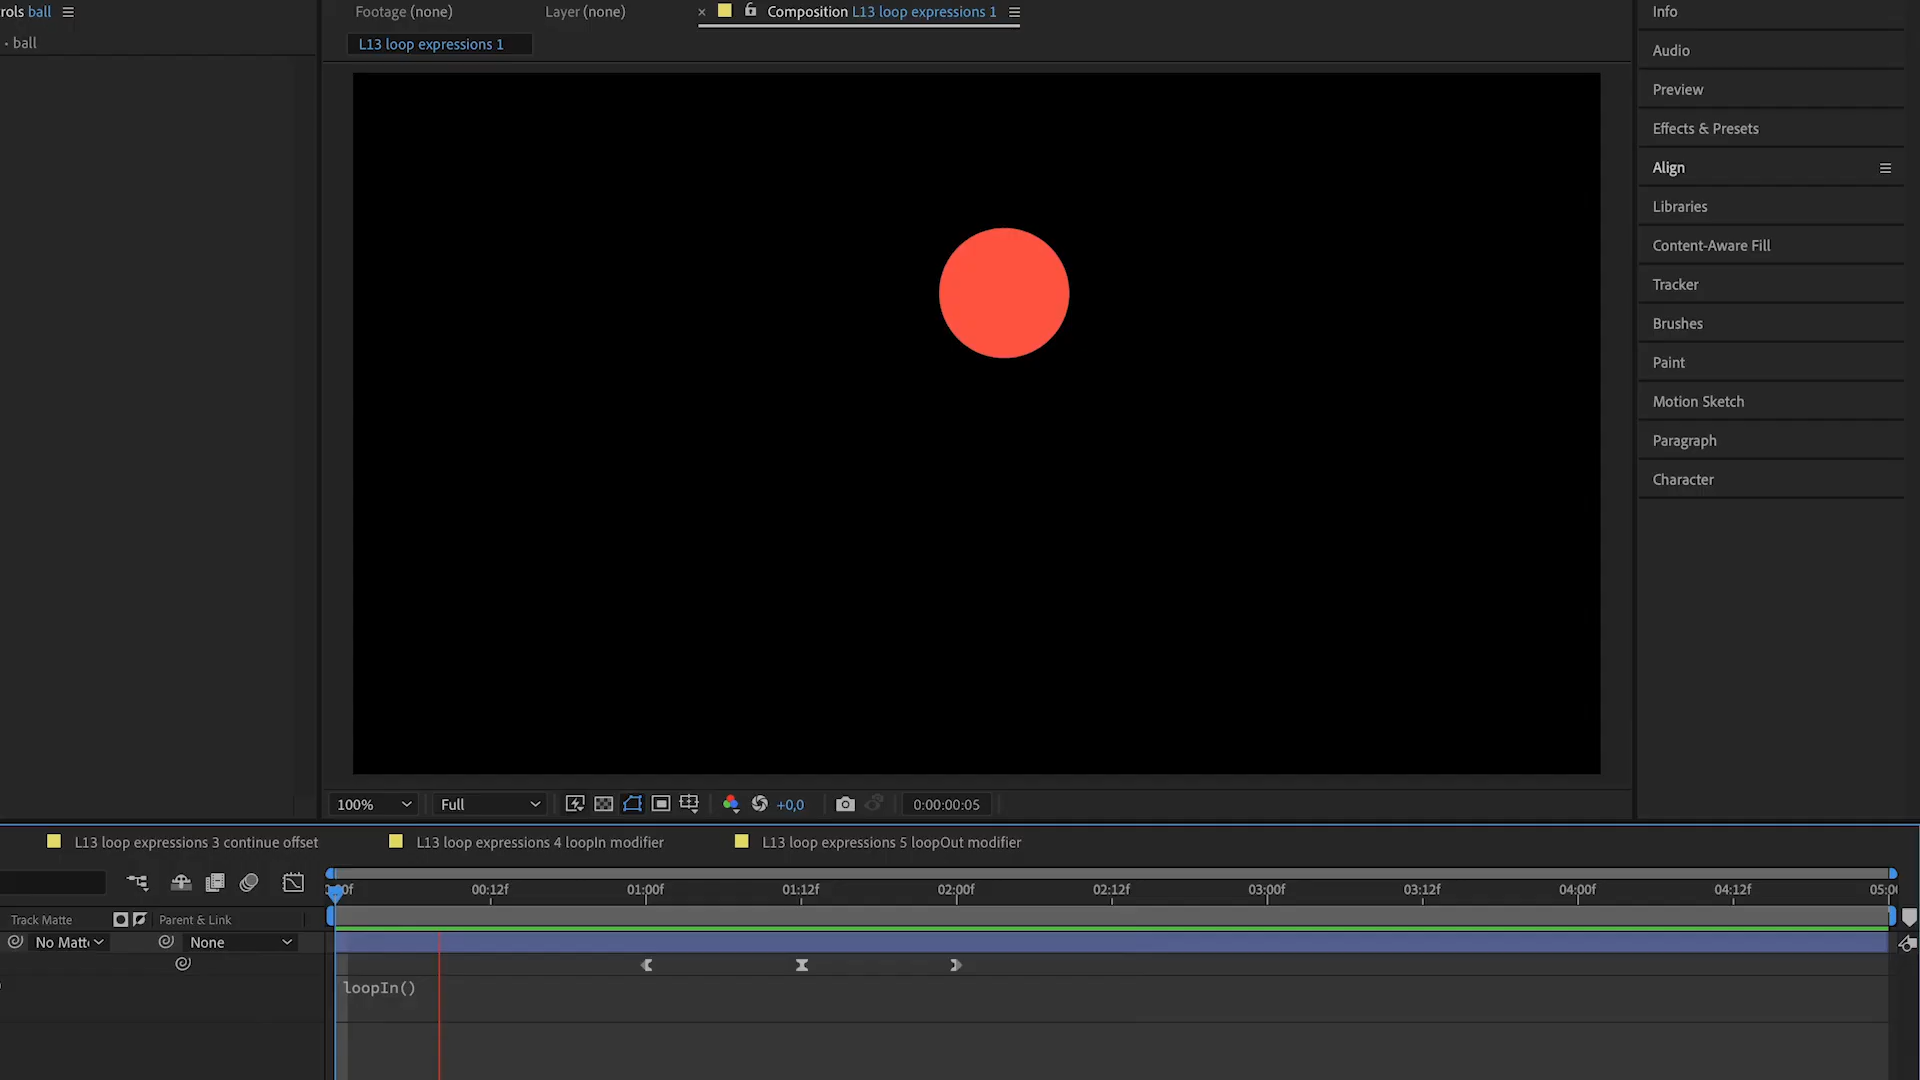 rols ball
Footage (none)
Layer (none)
× Composition L13 loop expressions 1
Info
• ball
L13 loop expressions 1
Audio
Preview
Effects & Presets
Align
Libraries
Content-Aware Fill
Tracker
Brushes
Paint
Motion Sketch
Paragraph
Character
100%
Full
+0,0
0:00:00:05
L13 loop expressions 3 continue offset
L13 loop expressions 4 loopIn modifier
L13 loop expressions 5 loopOut modifier
00f 00:12f 01:00f 01:12f 02:00f 02:12f 03:00f 03:12f 04:00f 04:12f 05:0
Track Matte
Parent & Link
No Matt
None
loopIn()